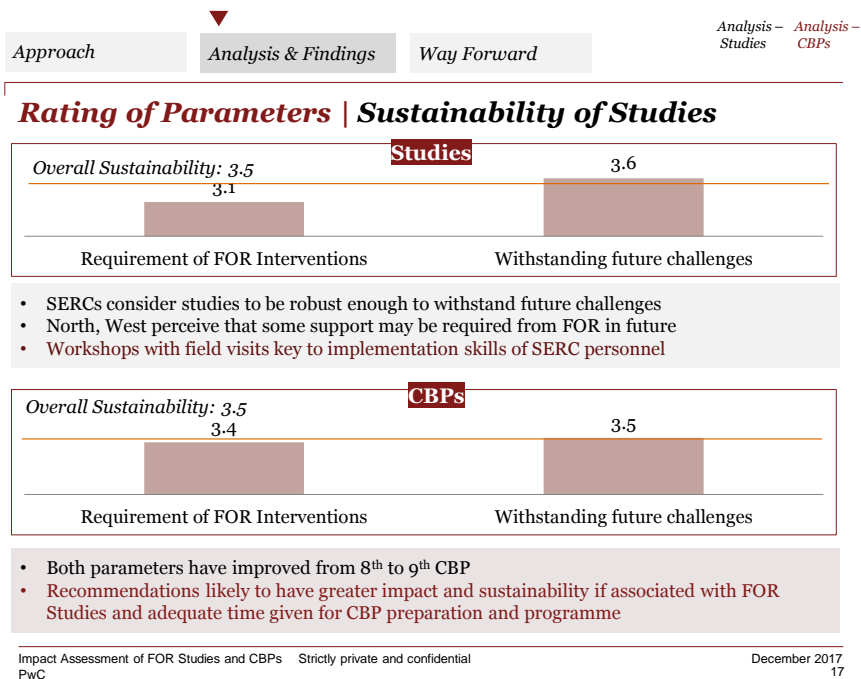 Approach
Analysis & Findings
Way Forward
Analysis – Studies
Analysis – CBPs
Rating of Parameters | Sustainability of Studies
Studies
Overall Sustainability: 3.5
3.1
3.6
Requirement of FOR Interventions
Withstanding future challenges
• SERCs consider studies to be robust enough to withstand future challenges
• North, West perceive that some support may be required from FOR in future
• Workshops with field visits key to implementation skills of SERC personnel
CBPs
Overall Sustainability: 3.5
3.4
3.5
Requirement of FOR Interventions
Withstanding future challenges
• Both parameters have improved from 8th to 9th CBP
• Recommendations likely to have greater impact and sustainability if associated with FOR
Studies and adequate time given for CBP preparation and programme
Impact Assessment of FOR Studies and CBPs Strictly private and confidential
PwC
December 2017
17